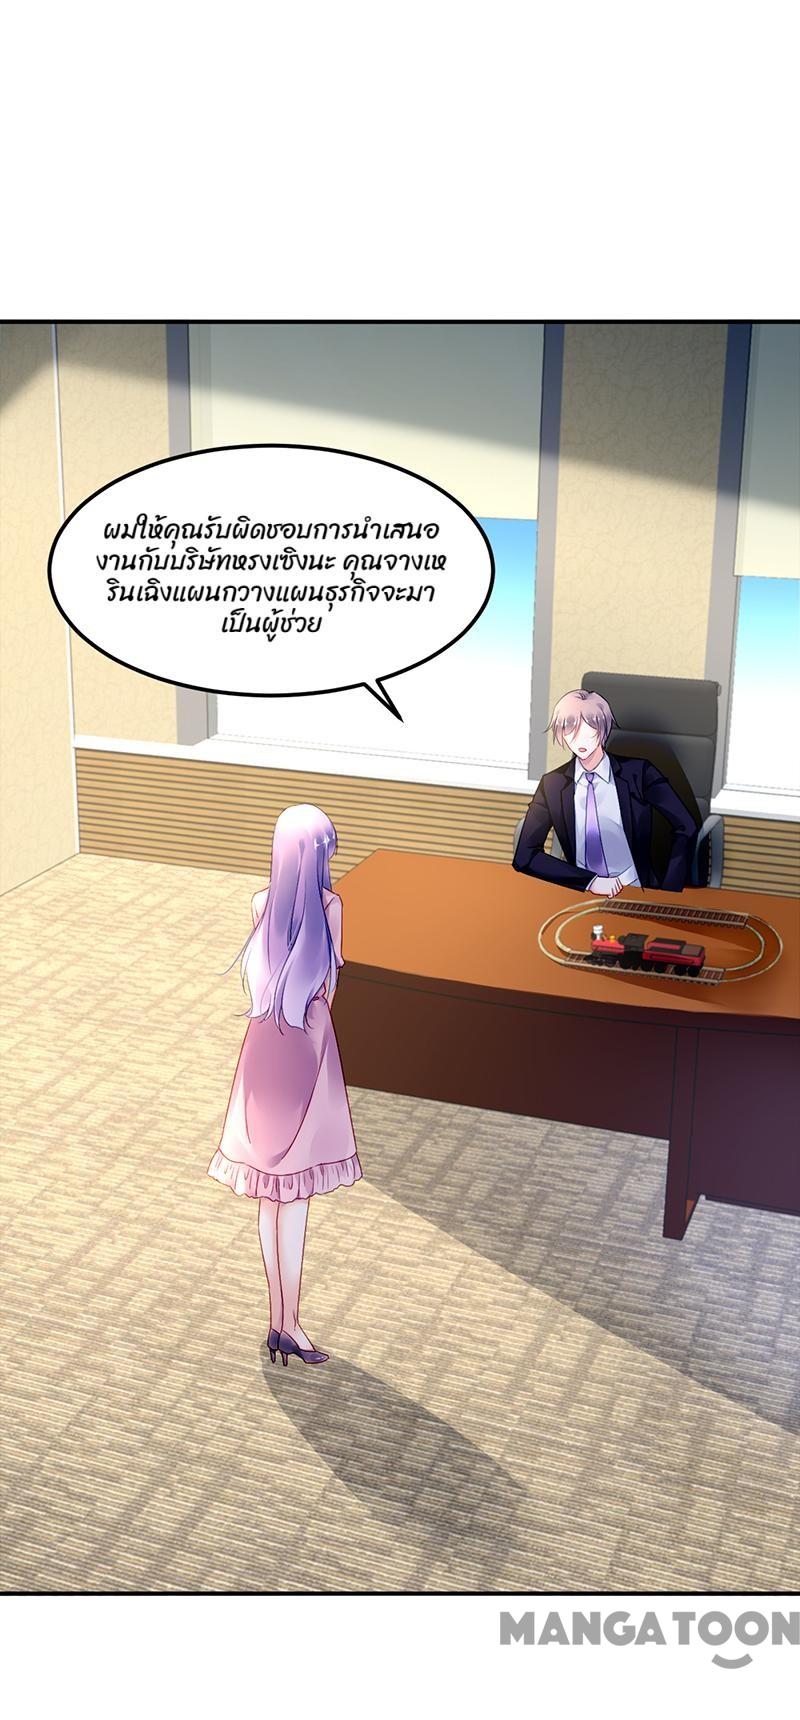 ผมให้คุณรับผิดชอบการนำเสนอ
งานกับบริษัทหรงเซิงนะ คุณจางเห
รินเฉิงแผนกวางแผนธุรกิจจะมา
เป็นผู้ช่วย
MANGATOON